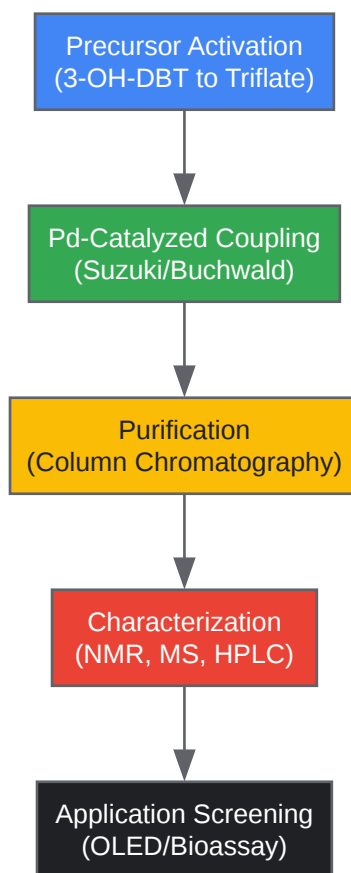 Precursor Activation
(3-OH-DBT to Triflate)
Pd-Catalyzed Coupling
(Suzuki/Buchwald)
Purification
(Column Chromatography)
Characterization
(NMR, MS, HPLC)
Application Screening
(OLED/Bioassay)